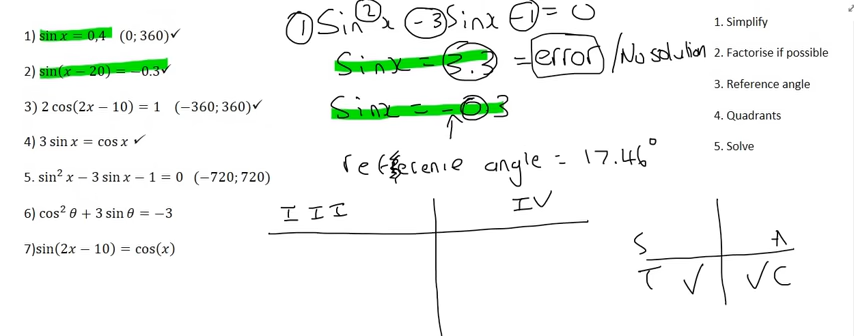 1) sin x = 0,4 (0; 360)✓
2) sin(x − 20) = −0.3✓
3) 2 cos(2x − 10) = 1 (−360; 360)✓
4) 3 sin x = cos x ✓
5. sin² x − 3 sin x − 1 = 0 (−720; 720)
6) cos² θ + 3 sin θ = −3
7)sin(2x − 10) = cos(x)
1 Sin²x −3 Sinx −1 = 0
Sinx = 3.3 = error / No solution
Sinx = −0 3
reference angle = 17.46°
III IV
1. Simplify
2. Factorise if possible
3. Reference angle
4. Quadrants
5. Solve
S A
T ✓ ✓ C